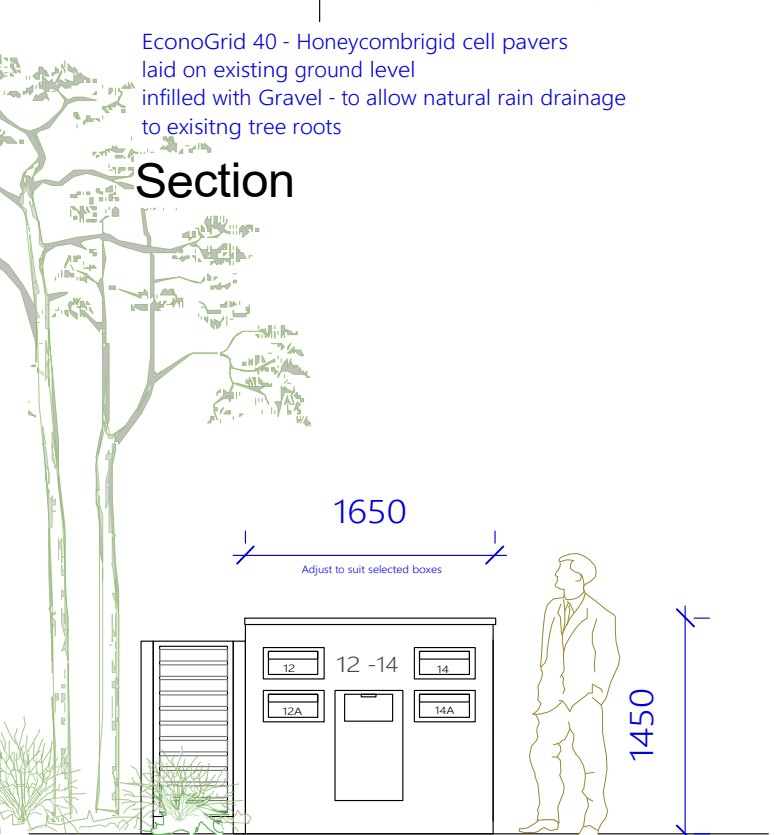 EconoGrid 40 - Honeycombrigid cell pavers
laid on existing ground level
infilled with Gravel - to allow natural rain drainage
to exisitng tree roots
Section
1650
Adjust to suit selected boxes
12
12 -14
14
12A
14A
1450